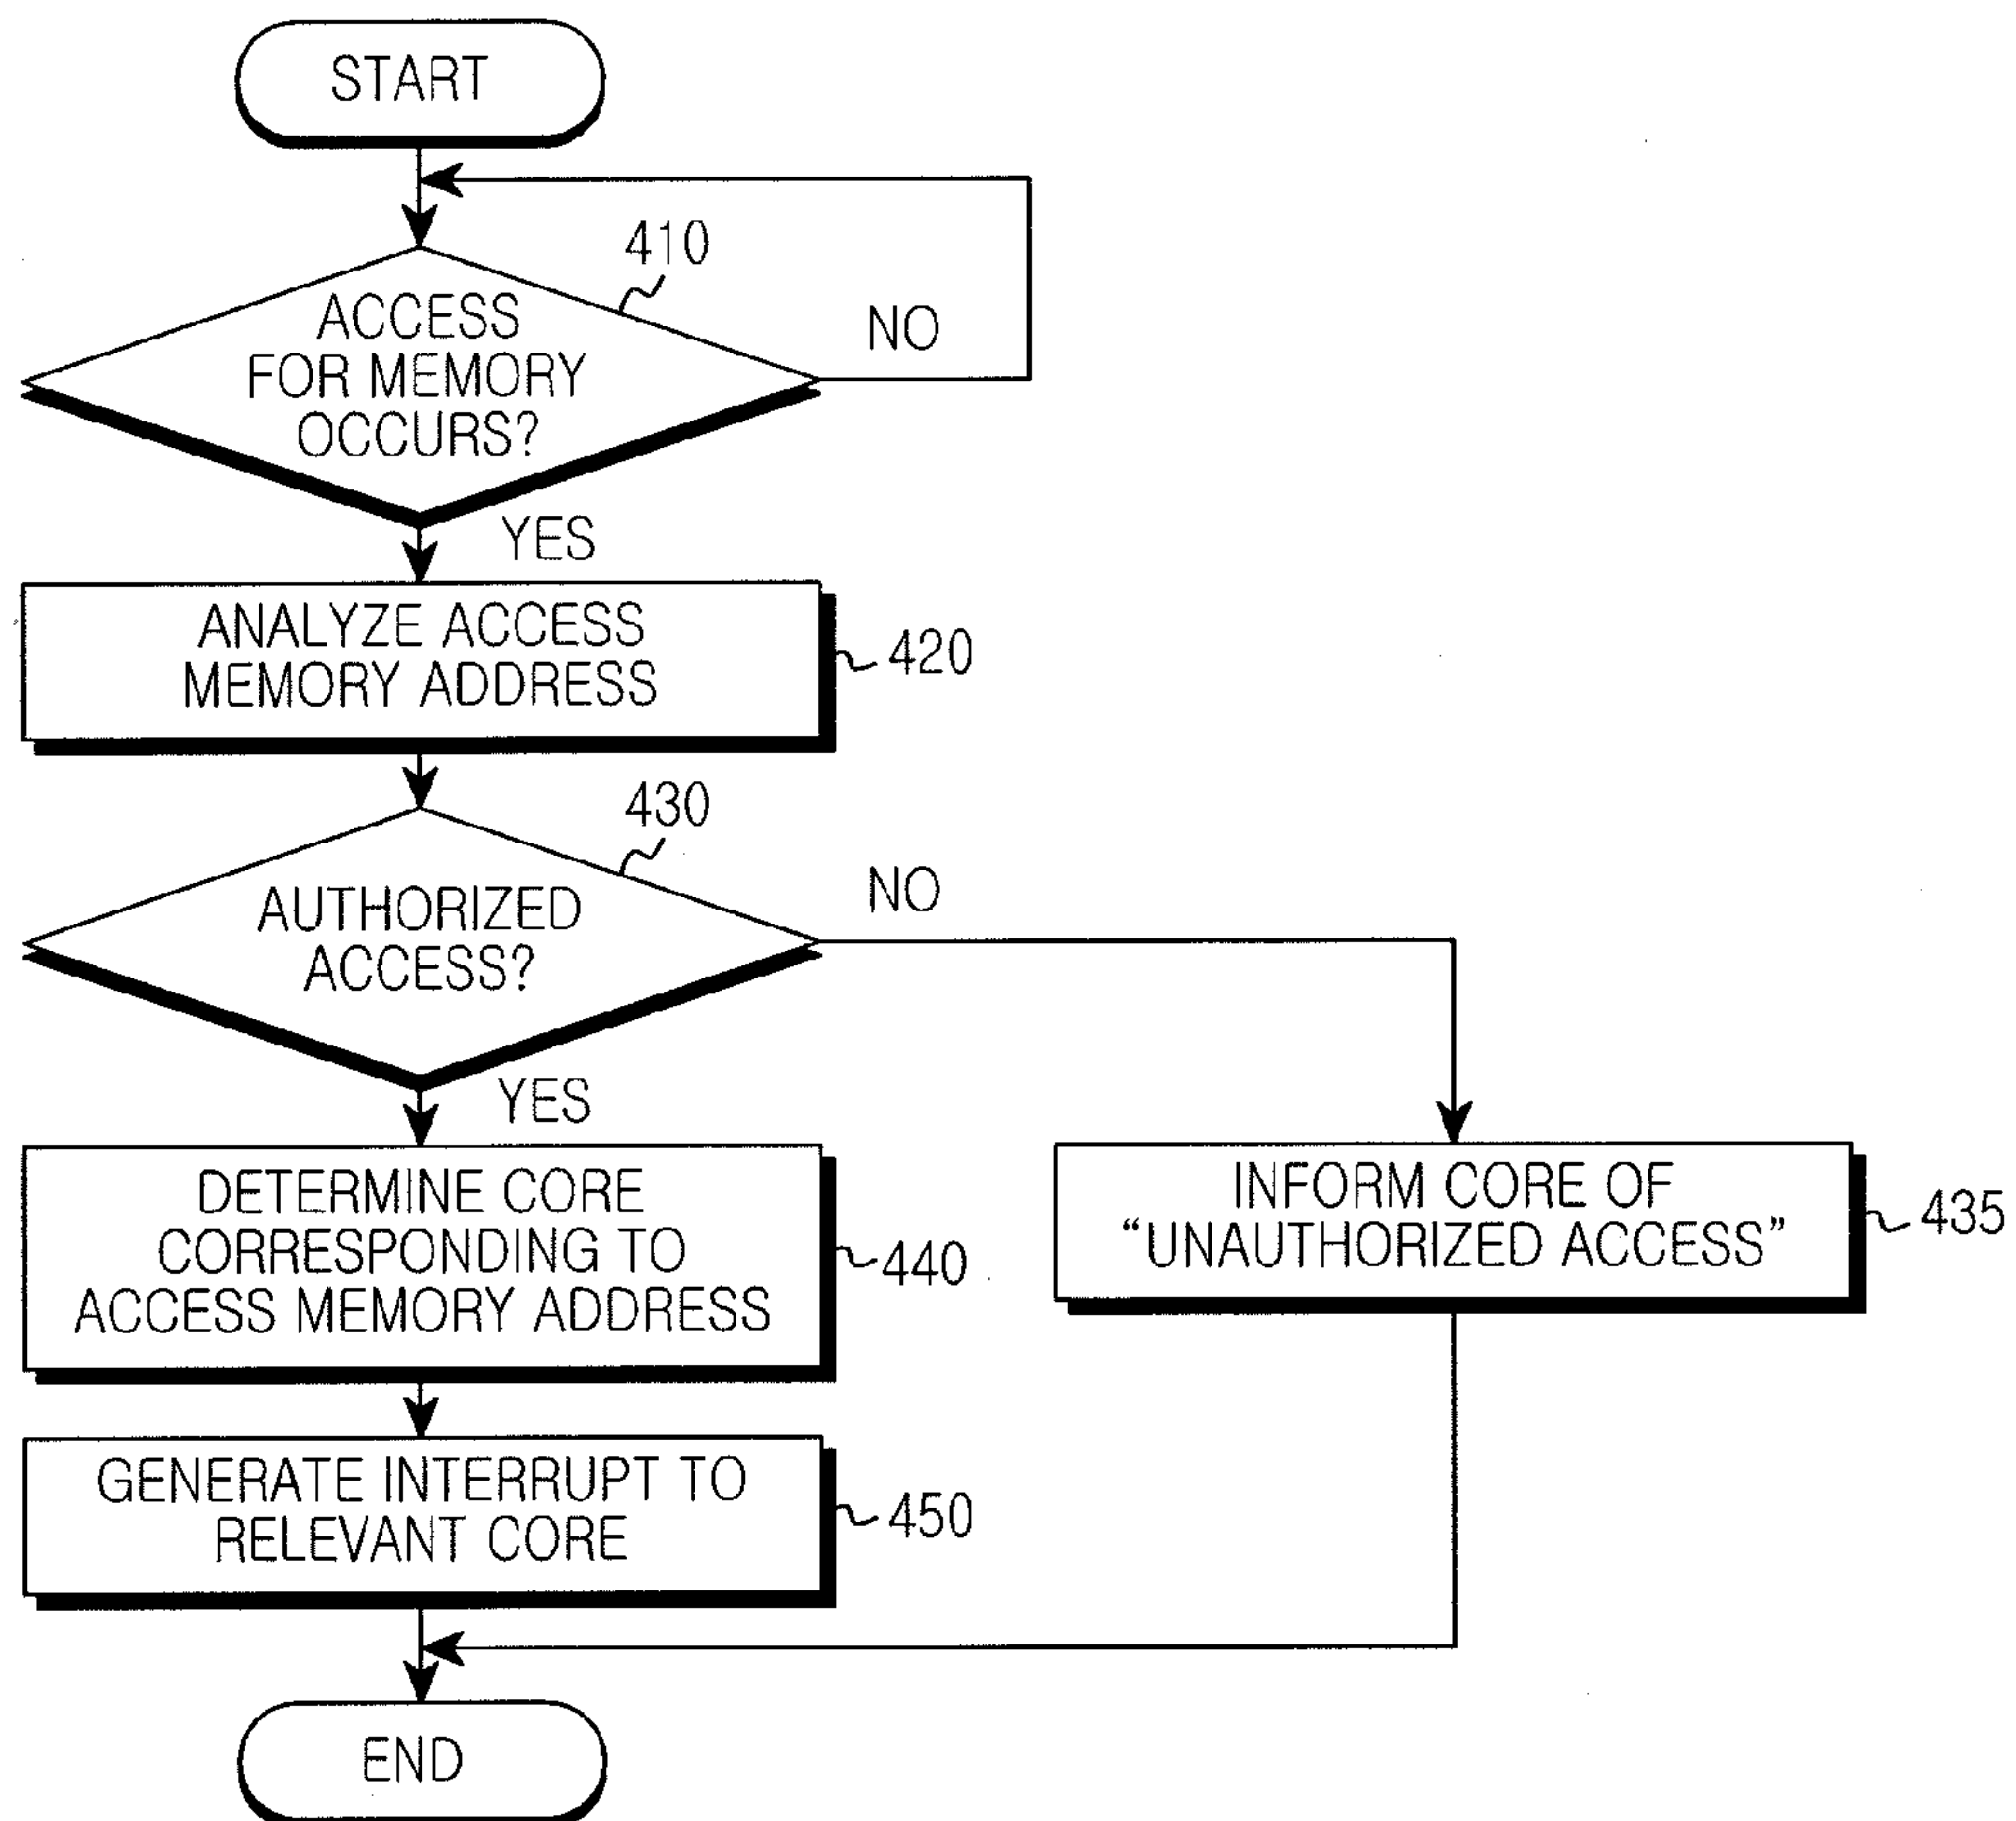 START
410
ACCESS
FOR MEMORY
OCCURS?
NO
YES
ANALYZE ACCESS
MEMORY ADDRESS
420
430
AUTHORIZED
ACCESS?
NO
YES
DETERMINE CORE
CORRESPONDING TO
ACCESS MEMORY ADDRESS
440
INFORM CORE OF
“UNAUTHORIZED ACCESS”
435
GENERATE INTERRUPT TO
RELEVANT CORE
450
END